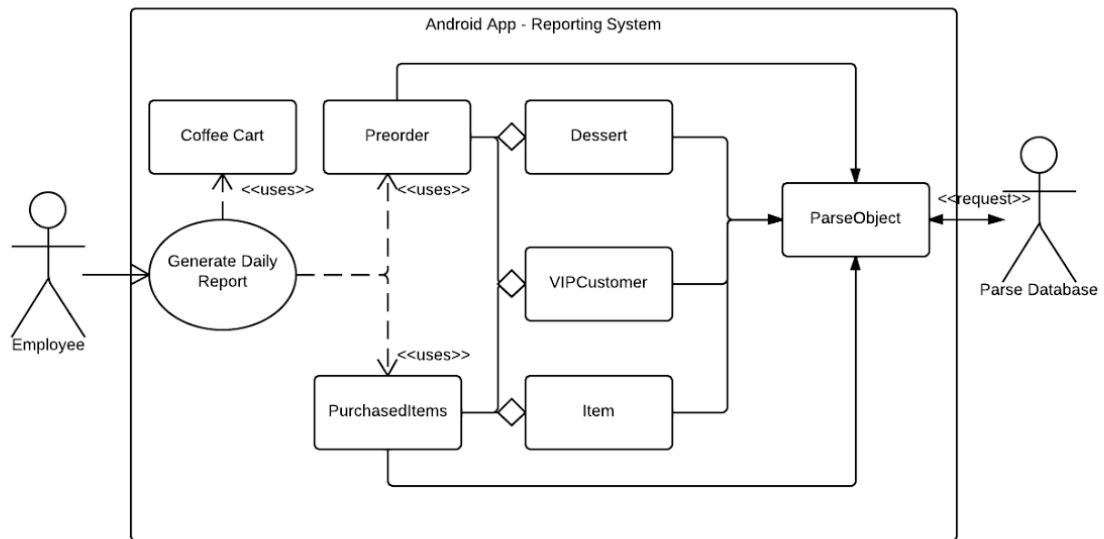 Android App - Reporting System
Coffee Cart
Preorder
Dessert
<<uses>>
<<uses>>
ParseObject
<<request>>
Generate Daily
Report
VIPCustomer
Parse Database
Employee
<<uses>>
PurchasedItems
Item